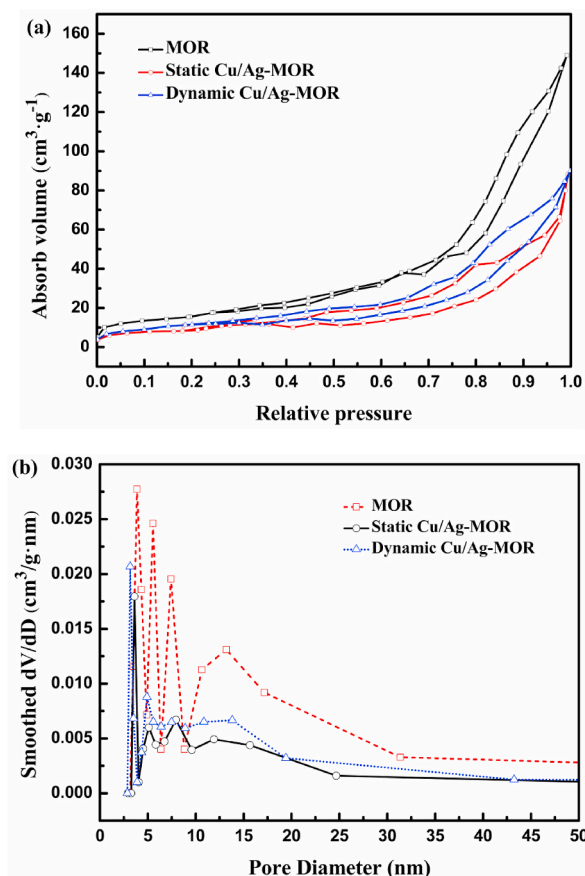 (a)
MOR
Static Cu/Ag-MOR
Dynamic Cu/Ag-MOR
Absorb volume (cm³·g⁻¹)
160
140
120
100
80
60
40
20
0
0.0 0.1 0.2 0.3 0.4 0.5 0.6 0.7 0.8 0.9 1.0
Relative pressure
(b)
MOR
Static Cu/Ag-MOR
Dynamic Cu/Ag-MOR
Smoothed dV/dD (cm³/g·nm)
0.030
0.025
0.020
0.015
0.010
0.005
0.000
0 5 10 15 20 25 30 35 40 45 50
Pore Diameter (nm)